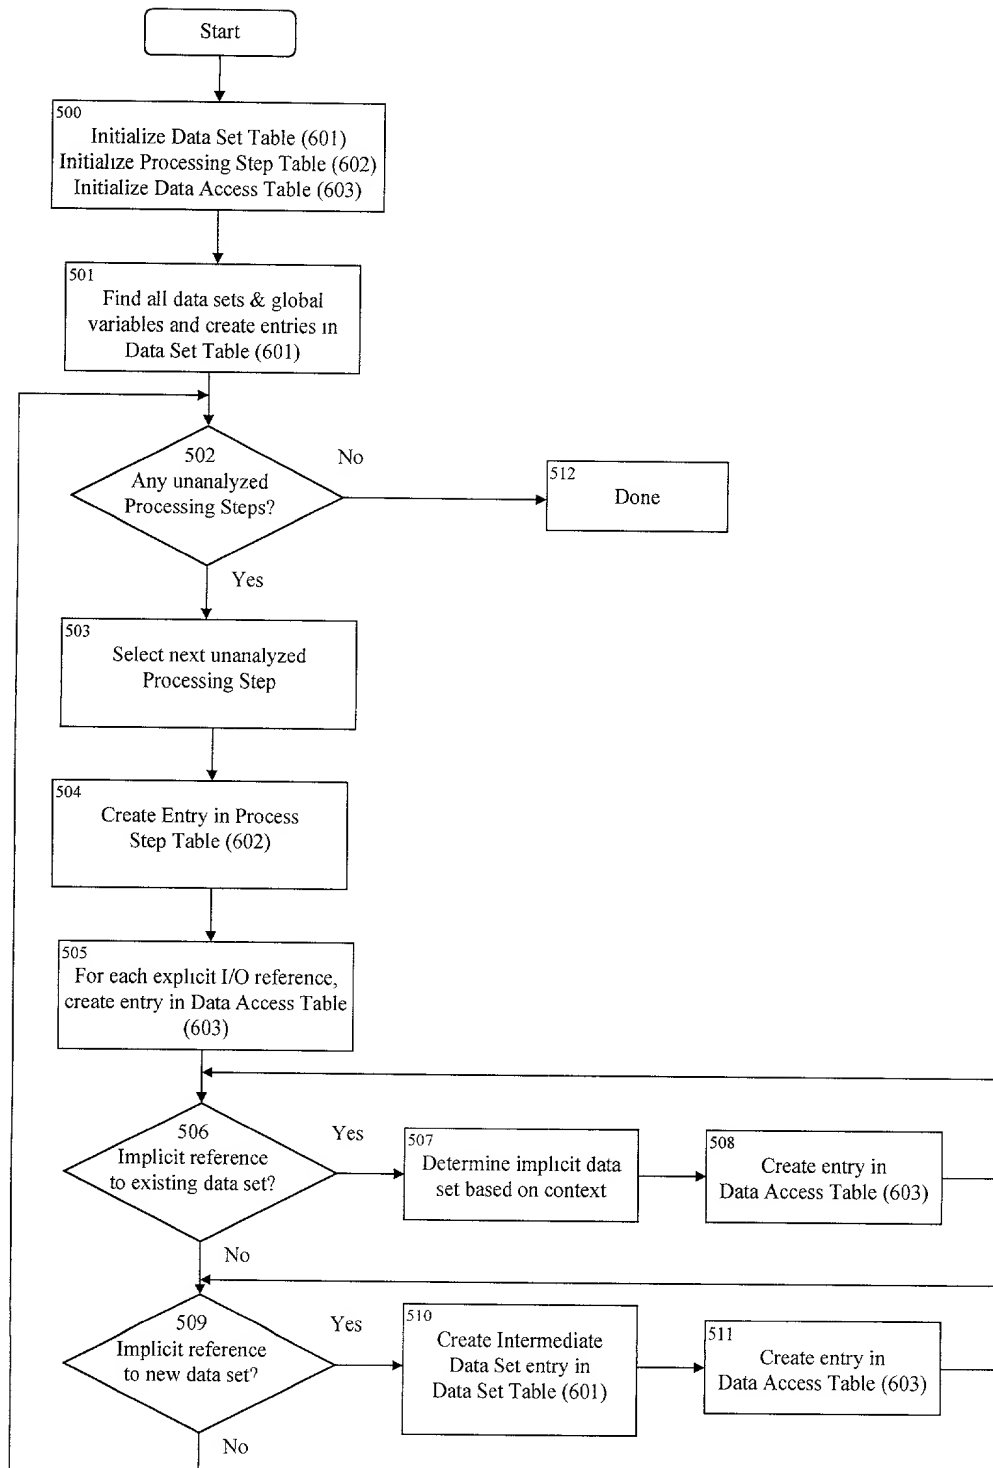 Start
500
Initialize Data Set Table (601)
Initialize Processing Step Table (602)
Initialize Data Access Table (603)
501
Find all data sets & global
variables and create entries in
Data Set Table (601)
502
Any unanalyzed
Processing Steps?
No
512
Done
Yes
503
Select next unanalyzed
Processing Step
504
Create Entry in Process
Step Table (602)
505
For each explicit I/O reference,
create entry in Data Access Table
(603)
506
Implicit reference
to existing data set?
Yes
507
Determine implicit data
set based on context
508
Create entry in
Data Access Table (603)
No
509
Implicit reference
to new data set?
Yes
510
Create Intermediate
Data Set entry in
Data Set Table (601)
511
Create entry in
Data Access Table (603)
No